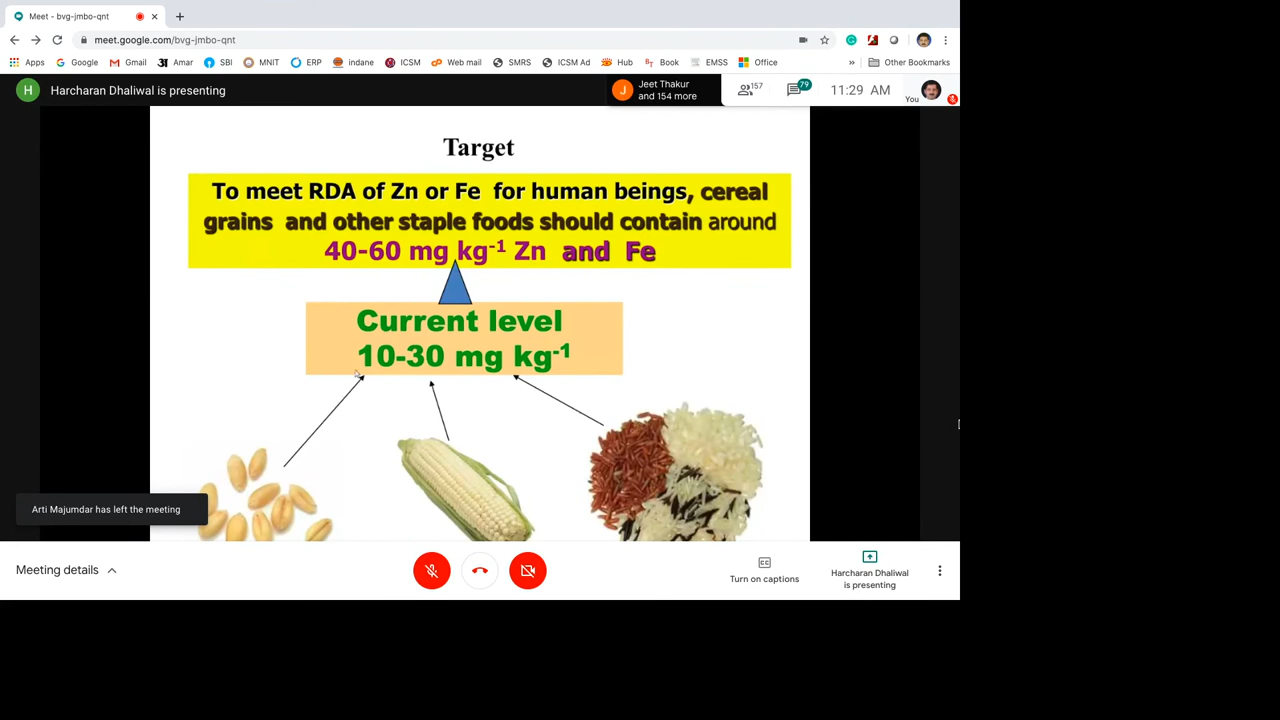 Meet - bvg-jmbo-qnt
meet.google.com/bvg-jmbo-qnt
Apps Google Gmail Amar SBI MNIT ERP indane ICSM Web mail SMRS ICSM Ad Hub Book EMSS Office » Other Bookmarks
H Harcharan Dhaliwal is presenting
J Jeet Thakur
and 154 more
157
79
11:29 AM
You
Target
To meet RDA of Zn or Fe for human beings, cereal
grains and other staple foods should contain around
40-60 mg kg-1 Zn and Fe
Current level
10-30 mg kg-1
Arti Majumdar has left the meeting
Meeting details
CC
Turn on captions
Harcharan Dhaliwal
is presenting